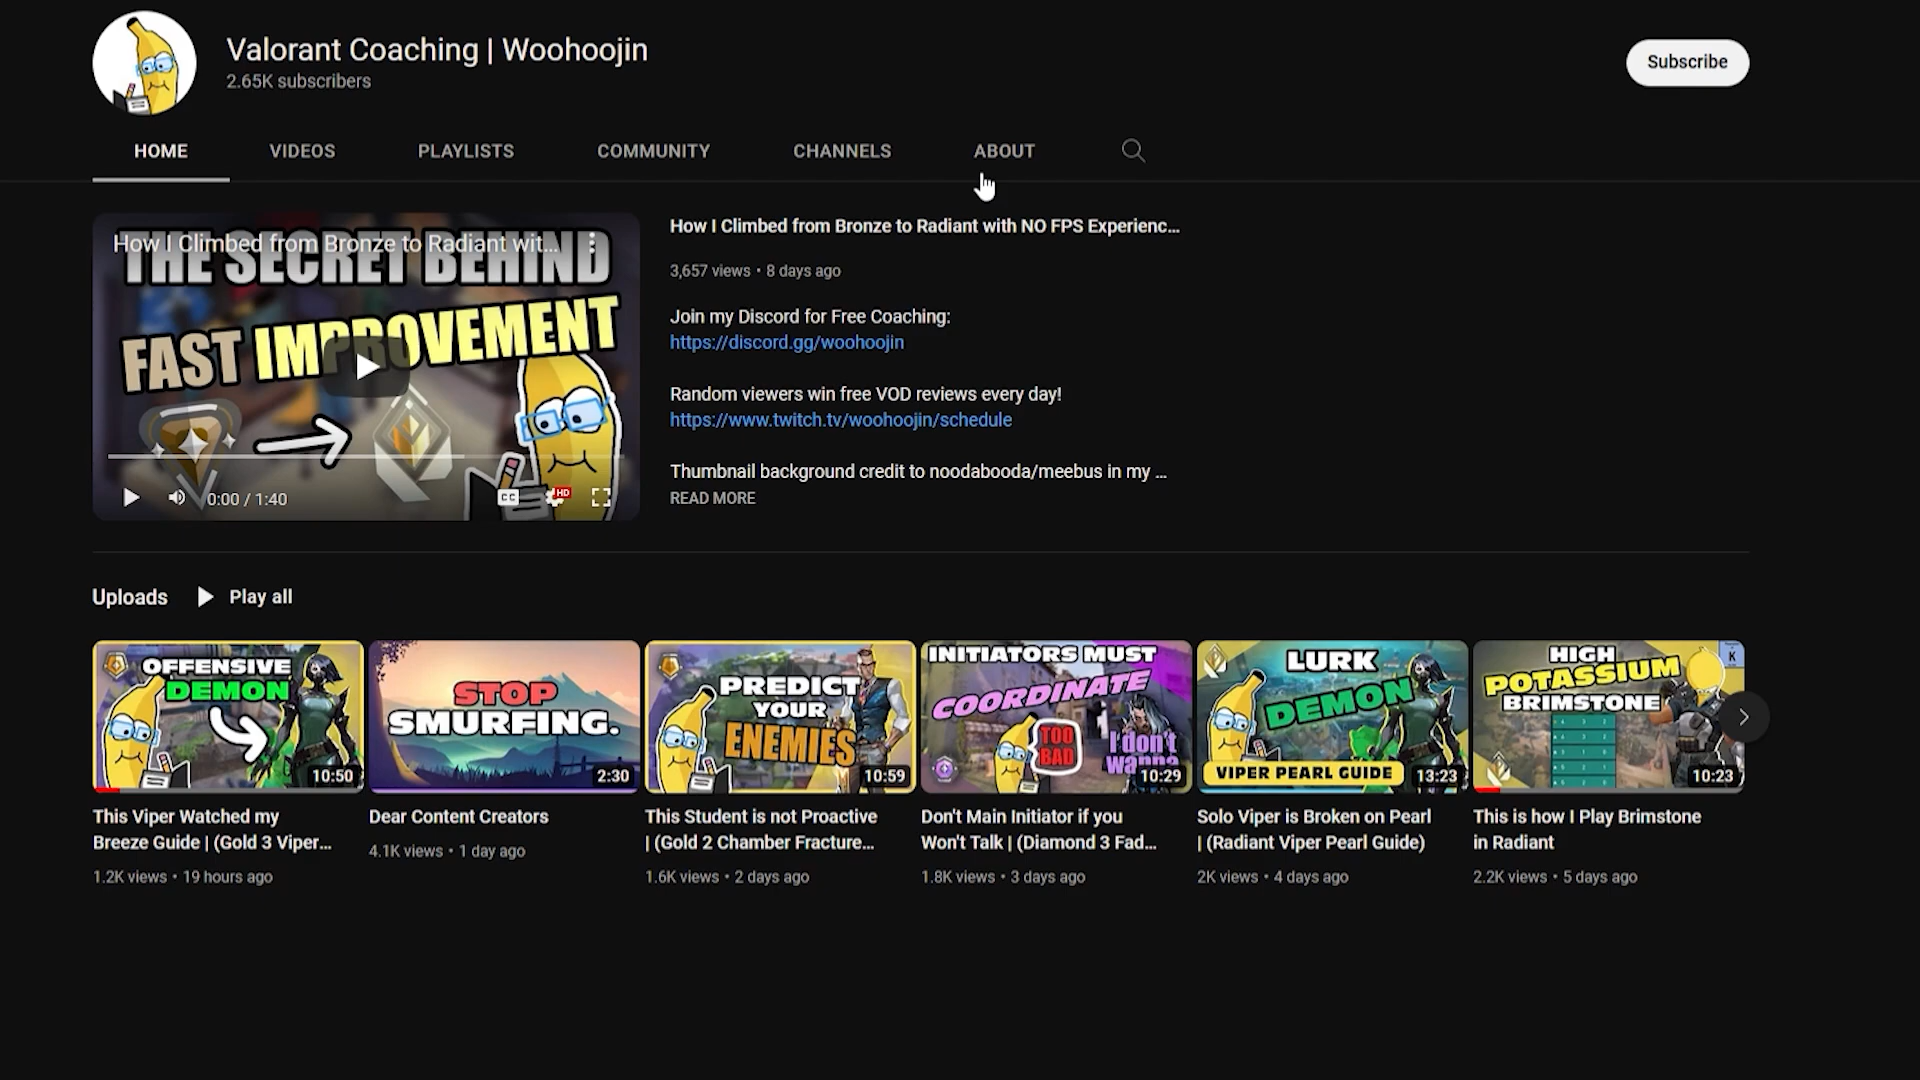 Valorant Coaching | Woohoojin
2.65K subscribers
Subscribe
HOME VIDEOS PLAYLISTS COMMUNITY CHANNELS ABOUT
How I Climbed from Bronze to Radiant wit...
THE SECRET BEHIND
FAST IMPROVEMENT
0:00 / 1:40
CC HD
How I Climbed from Bronze to Radiant with NO FPS Experienc...
3,657 views • 8 days ago
Join my Discord for Free Coaching:
https://discord.gg/woohoojin
Random viewers win free VOD reviews every day!
https://www.twitch.tv/woohoojin/schedule
Thumbnail background credit to noodabooda/meebus in my ...
READ MORE
Uploads Play all
OFFENSIVE
DEMON
10:50
This Viper Watched my
Breeze Guide | (Gold 3 Viper...
1.2K views • 19 hours ago
STOP
SMURFING.
2:30
Dear Content Creators
4.1K views • 1 day ago
PREDICT
YOUR
ENEMIES
10:59
This Student is not Proactive
| (Gold 2 Chamber Fracture...
1.6K views • 2 days ago
INITIATORS MUST
COORDINATE
TOO
BAD
I don't
wanna
10:29
Don't Main Initiator if you
Won't Talk | (Diamond 3 Fad...
1.8K views • 3 days ago
LURK
DEMON
VIPER PEARL GUIDE
13:23
Solo Viper is Broken on Pearl
| (Radiant Viper Pearl Guide)
2K views • 4 days ago
HIGH
POTASSIUM
BRIMSTONE
K
10:23
This is how I Play Brimstone
in Radiant
2.2K views • 5 days ago